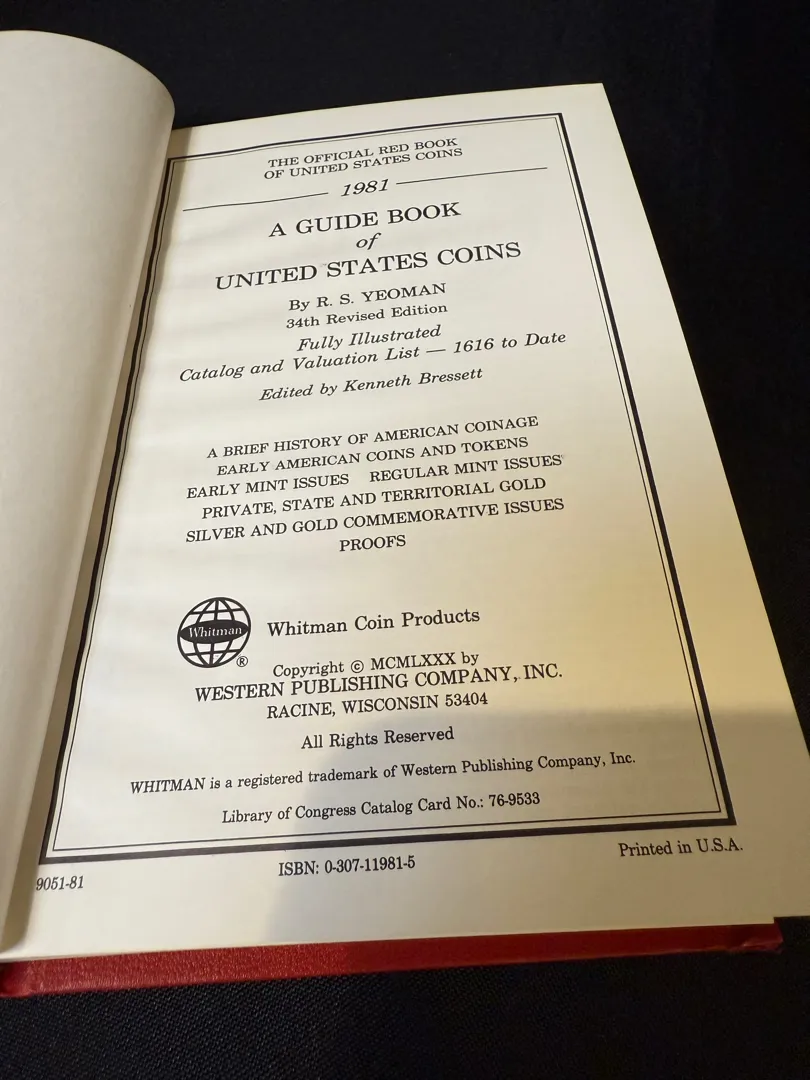 THE OFFICIAL RED BOOK
OF UNITED STATES COINS
1981
A GUIDE BOOK
of
UNITED STATES COINS
By R. S. YEOMAN
34th Revised Edition
Fully Illustrated
Catalog and Valuation List — 1616 to Date
Edited by Kenneth Bressett
A BRIEF HISTORY OF AMERICAN COINAGE
EARLY AMERICAN COINS AND TOKENS
EARLY MINT ISSUES REGULAR MINT ISSUES
PRIVATE, STATE AND TERRITORIAL GOLD
SILVER AND GOLD COMMEMORATIVE ISSUES
PROOFS
Whitman ®
Whitman Coin Products
Copyright © MCMLXXX by
WESTERN PUBLISHING COMPANY, INC.
RACINE, WISCONSIN 53404
All Rights Reserved
WHITMAN is a registered trademark of Western Publishing Company, Inc.
Library of Congress Catalog Card No.: 76-9533
9051-81
ISBN: 0-307-11981-5
Printed in U.S.A.